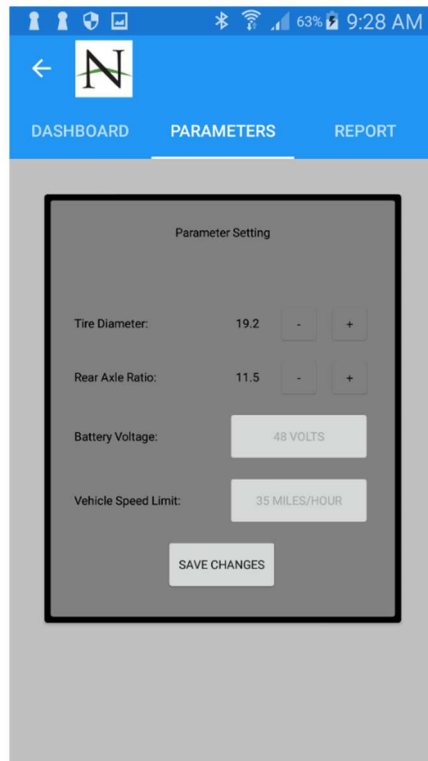 63% 9:28 AM
N
DASHBOARD PARAMETERS REPORT
Parameter Setting
Tire Diameter: 19.2 - +
Rear Axle Ratio: 11.5 - +
Battery Voltage: 48 VOLTS
Vehicle Speed Limit: 35 MILES/HOUR
SAVE CHANGES